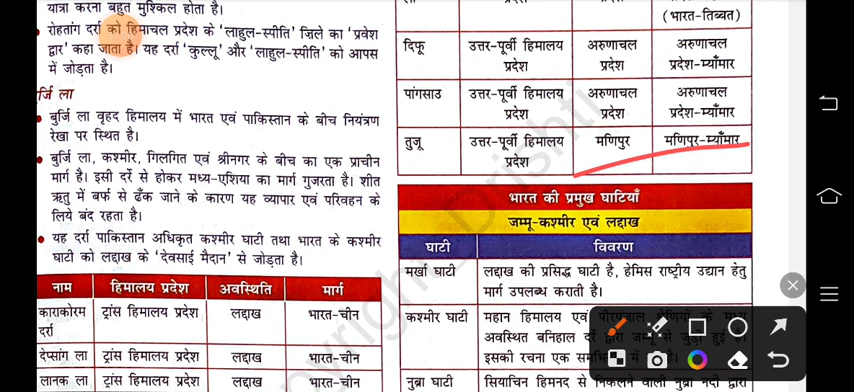 यात्रा करना बहुत मुश्किल होता है।
रोहतांग दर्रा को हिमाचल प्रदेश के 'लाहुल-स्पीति' ज़िले का 'प्रवेश
द्वार' कहा जाता है। यह दर्रा 'कुल्लू' और 'लाहुल-स्पीति' को आपस
में जोड़ता है।
र्जि ला
बुर्जि ला वृहद हिमालय में भारत एवं पाकिस्तान के बीच नियंत्रण
रेखा पर स्थित है।
बुर्जि ला, कश्मीर, गिलगित एवं श्रीनगर के बीच का एक प्राचीन
मार्ग है। इसी दर्रे से होकर मध्य-एशिया का मार्ग गुजरता है। शीत
ऋतु में बर्फ से ढँक जाने के कारण यह व्यापार एवं परिवहन के
लिये बंद रहता है।
यह दर्रा पाकिस्तान अधिकृत कश्मीर घाटी तथा भारत के कश्मीर
घाटी को लद्दाख के 'देवसाई मैदान' से जोड़ता है।
नाम हिमालय प्रदेश अवस्थिति मार्ग
काराकोरम ट्रांस हिमालय प्रदेश लद्दाख भारत-चीन
दर्रा
देप्सांग ला ट्रांस हिमालय प्रदेश लद्दाख भारत-चीन
लानक ला ट्रांस हिमालय प्रदेश लद्दाख भारत-चीन
(भारत-तिब्बत)
दिफू उत्तर-पूर्वी हिमालय अरुणाचल अरुणाचल
प्रदेश प्रदेश प्रदेश-म्याँमार
पांगसाउ उत्तर-पूर्वी हिमालय अरुणाचल अरुणाचल
प्रदेश प्रदेश प्रदेश-म्याँमार
तुजू उत्तर-पूर्वी हिमालय मणिपुर मणिपुर-म्याँमार
प्रदेश
भारत की प्रमुख घाटियाँ
जम्मू-कश्मीर एवं लद्दाख
घाटी विवरण
मर्खा घाटी लद्दाख की प्रसिद्ध घाटी है, हेमिस राष्ट्रीय उद्यान हेतु
मार्ग उपलब्ध कराती है।
कश्मीर घाटी महान हिमालय एवं पीरपंजाल श्रेणियों के मध्य
अवस्थित बनिहाल दर्रे द्वारा जम्मू से जुड़ी हुई है।
इसकी रचना एक
नुब्रा घाटी सियाचिन हिमनद से निकलने वाली नुब्रा नदी द्वारा